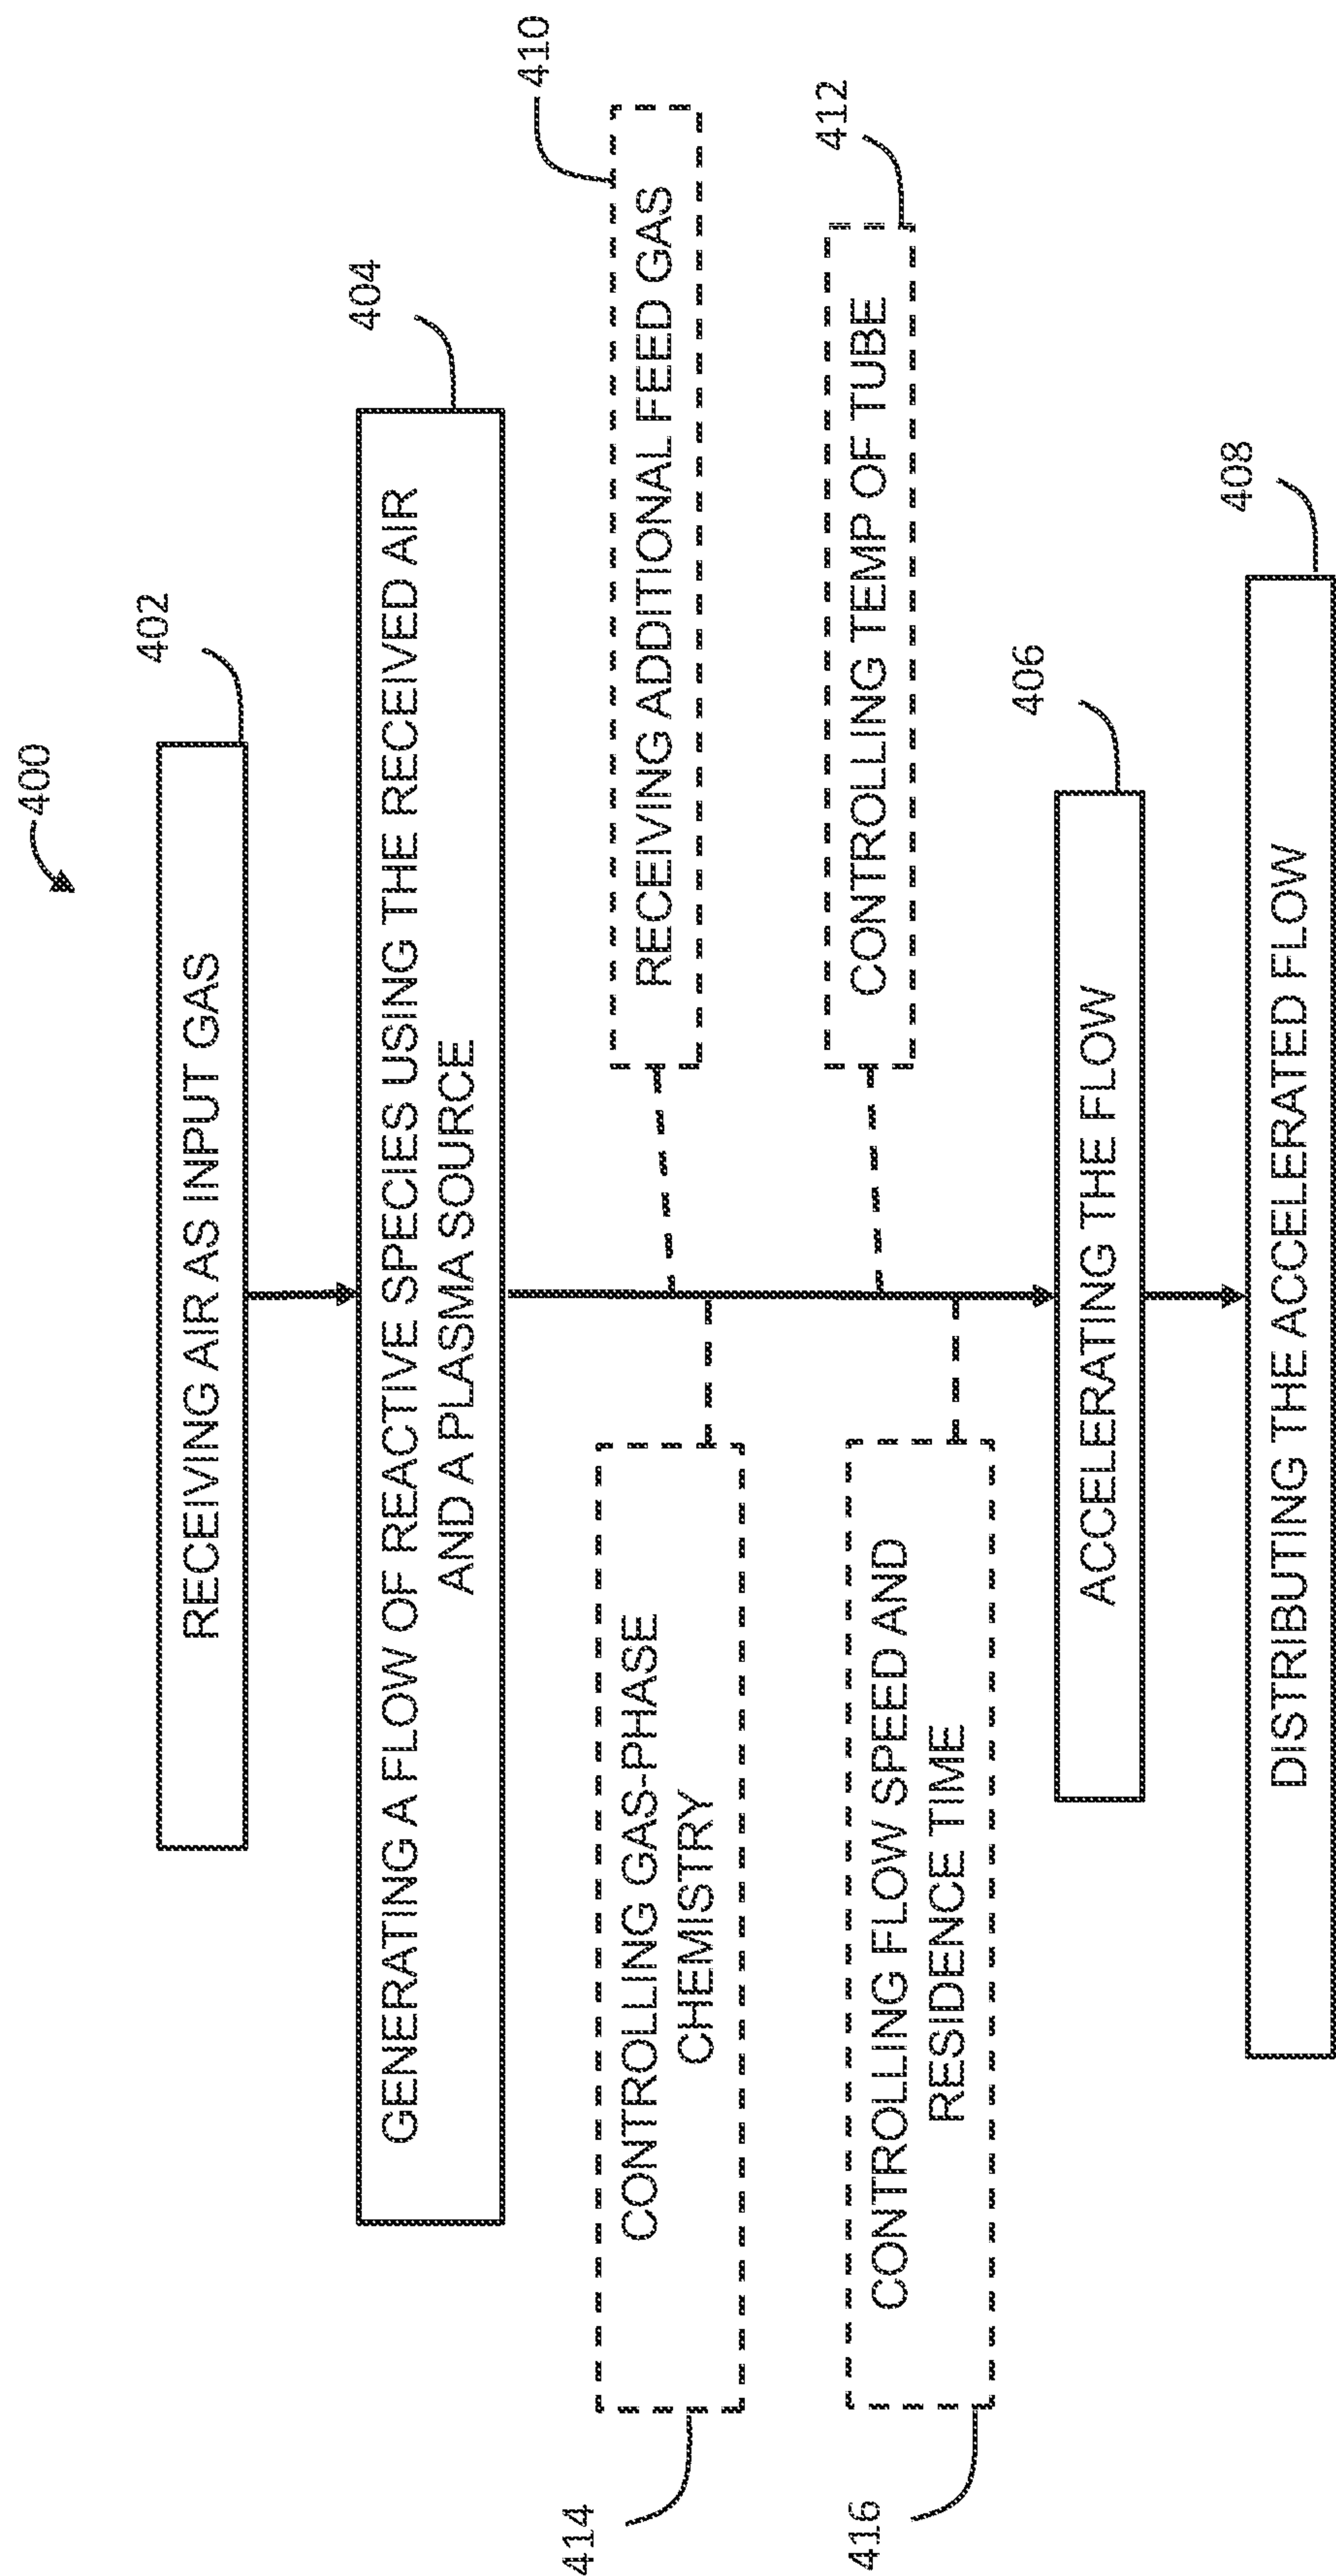 400
402
RECEIVING AIR AS INPUT GAS
404
GENERATING A FLOW OF REACTIVE SPECIES USING THE RECEIVED AIR
AND A PLASMA SOURCE
410
414
CONTROLLING GAS-PHASE
CHEMISTRY
RECEIVING ADDITIONAL FEED GAS
412
416
CONTROLLING FLOW SPEED AND
RESIDENCE TIME
CONTROLLING TEMP OF TUBE
406
ACCELERATING THE FLOW
408
DISTRIBUTING THE ACCELERATED FLOW